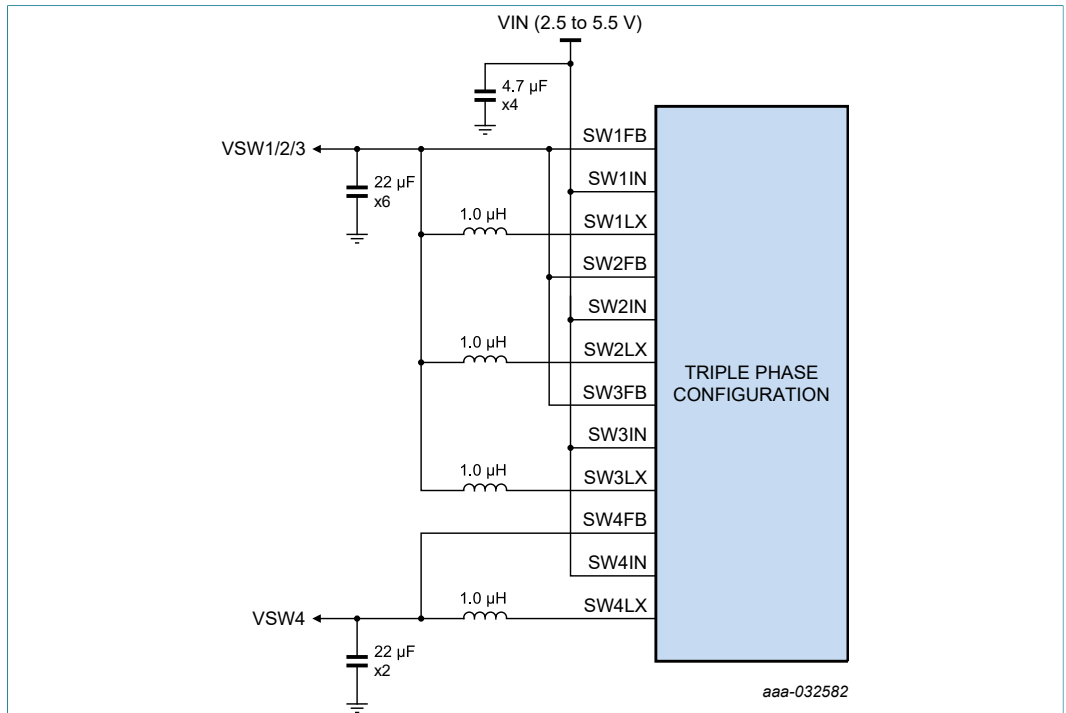 VIN (2.5 to 5.5 V)
4.7 µF
x4
VSW1/2/3
22 µF
x6
SW1FB
SW1IN
1.0 µH
SW1LX
SW2FB
SW2IN
1.0 µH
SW2LX
SW3FB
SW3IN
1.0 µH
SW3LX
SW4FB
SW4IN
1.0 µH
SW4LX
TRIPLE PHASE
CONFIGURATION
VSW4
22 µF
x2
aaa-032582